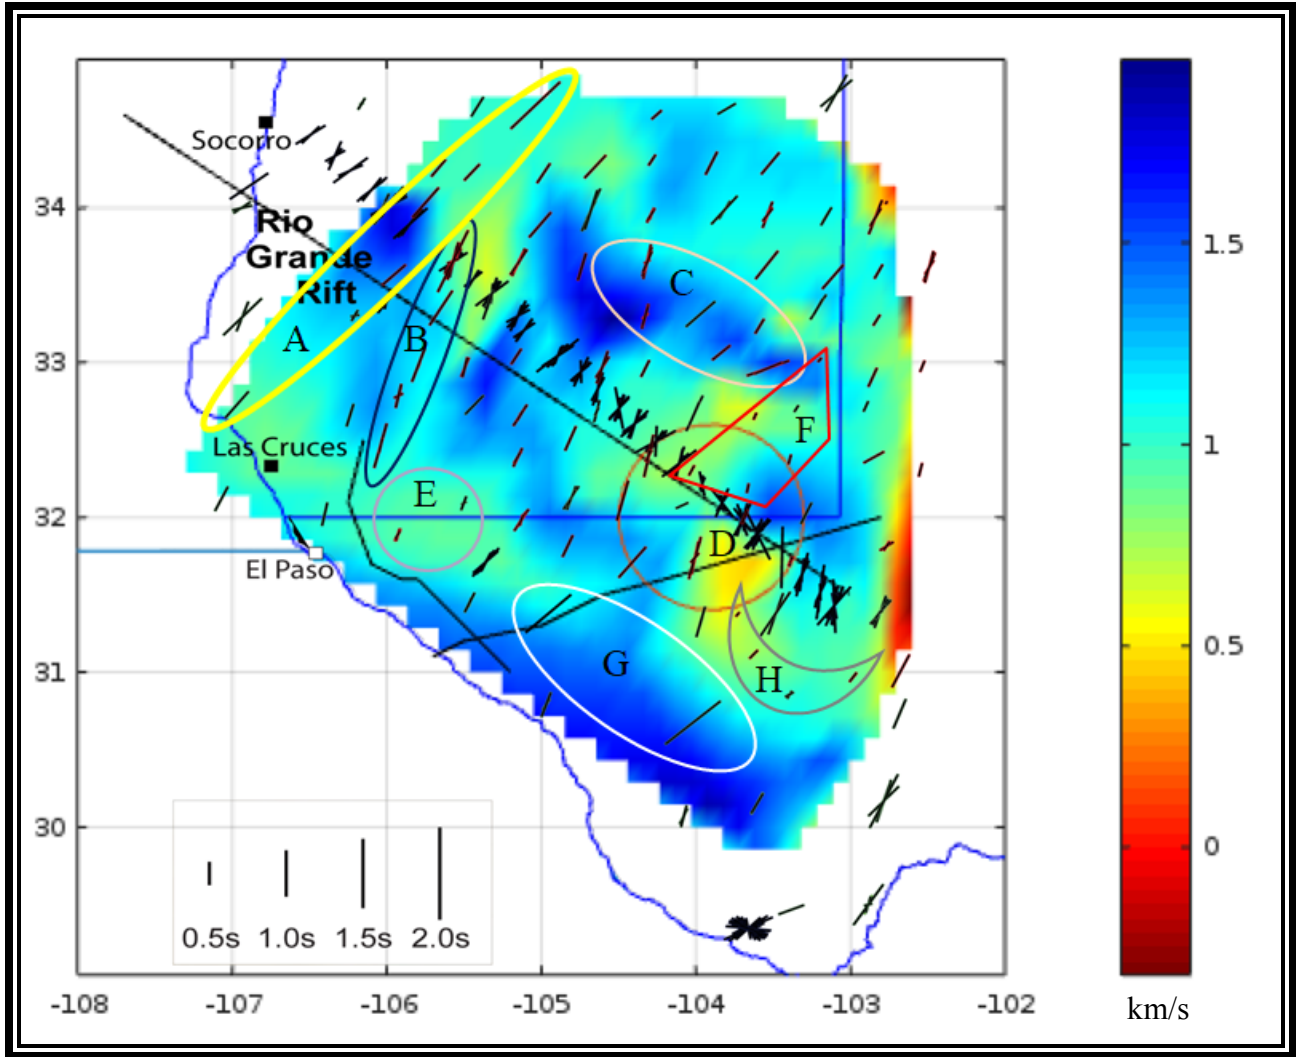 Socorro
34
Rio
Grande
Rift
1.5
C
A
B
33
F
Las Cruces
1
E
32
D
El Paso
31
G
H
0.5
30
0
0.5s 1.0s 1.5s 2.0s
-108 -107 -106 -105 -104 -103 -102
km/s